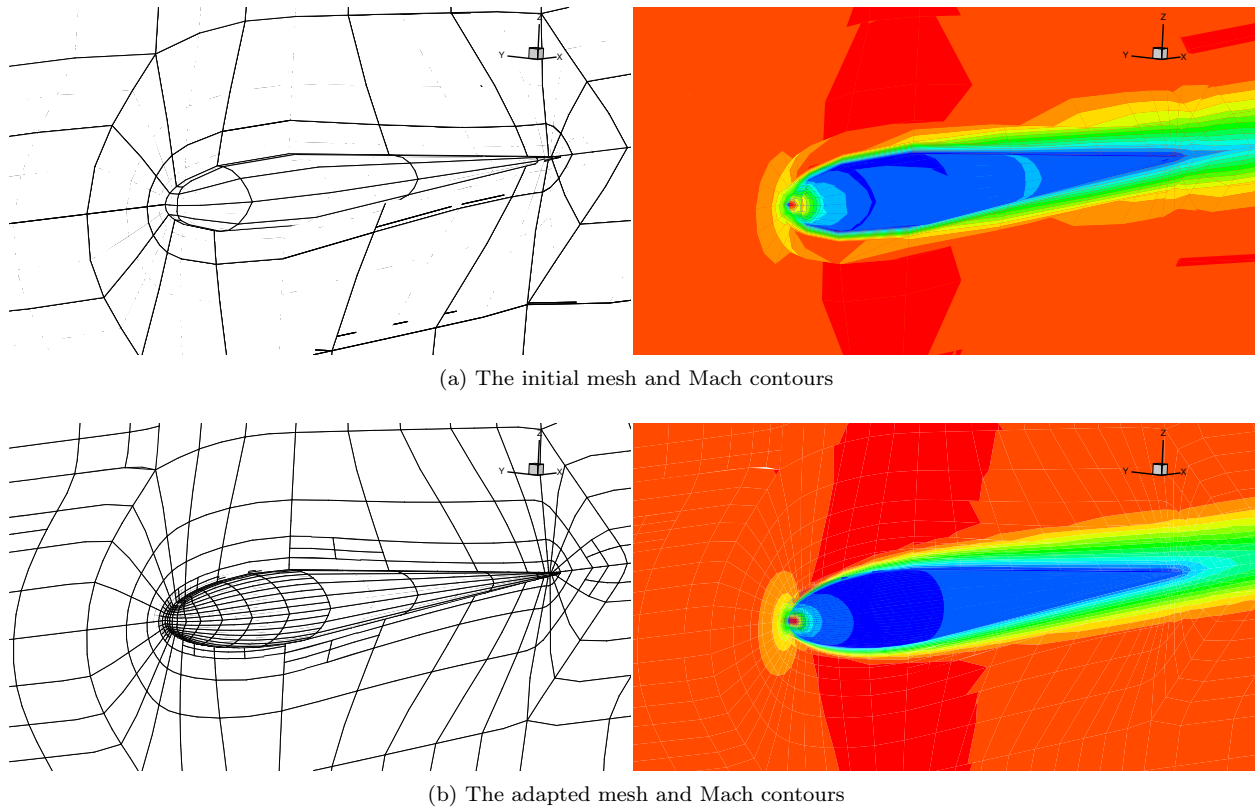 Z
Y
X
Z
Y
X
(a) The initial mesh and Mach contours
Z
Y
X
Z
Y
X
(b) The adapted mesh and Mach contours